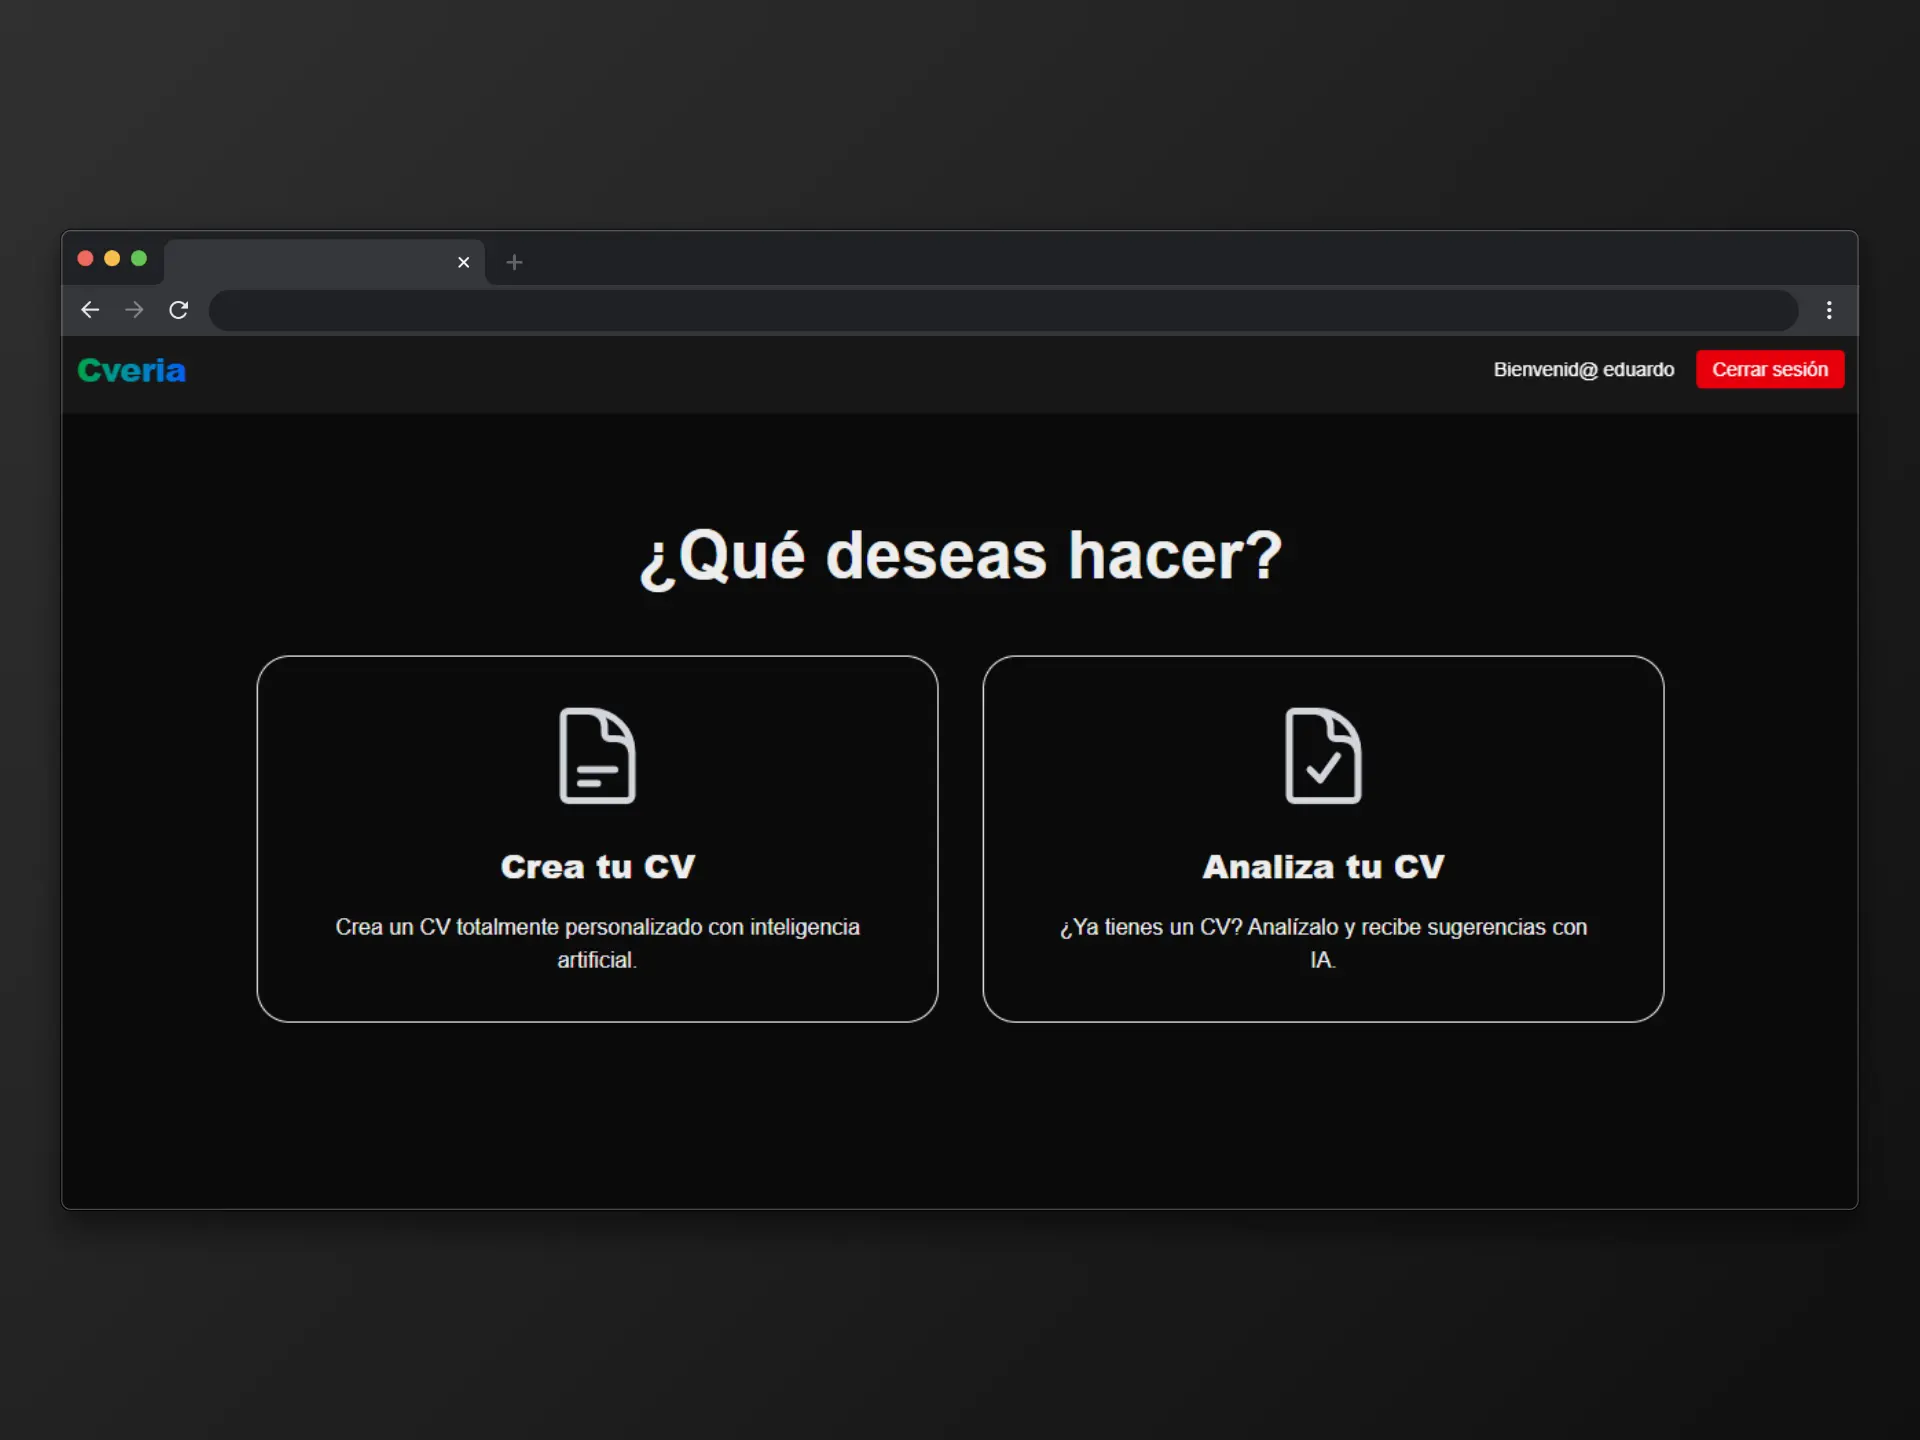 Cveria
Bienvenid@ eduardo
Cerrar sesión
¿Qué deseas hacer?
Crea tu CV
Crea un CV totalmente personalizado con inteligencia
artificial.
Analiza tu CV
¿Ya tienes un CV? Analízalo y recibe sugerencias con
IA.